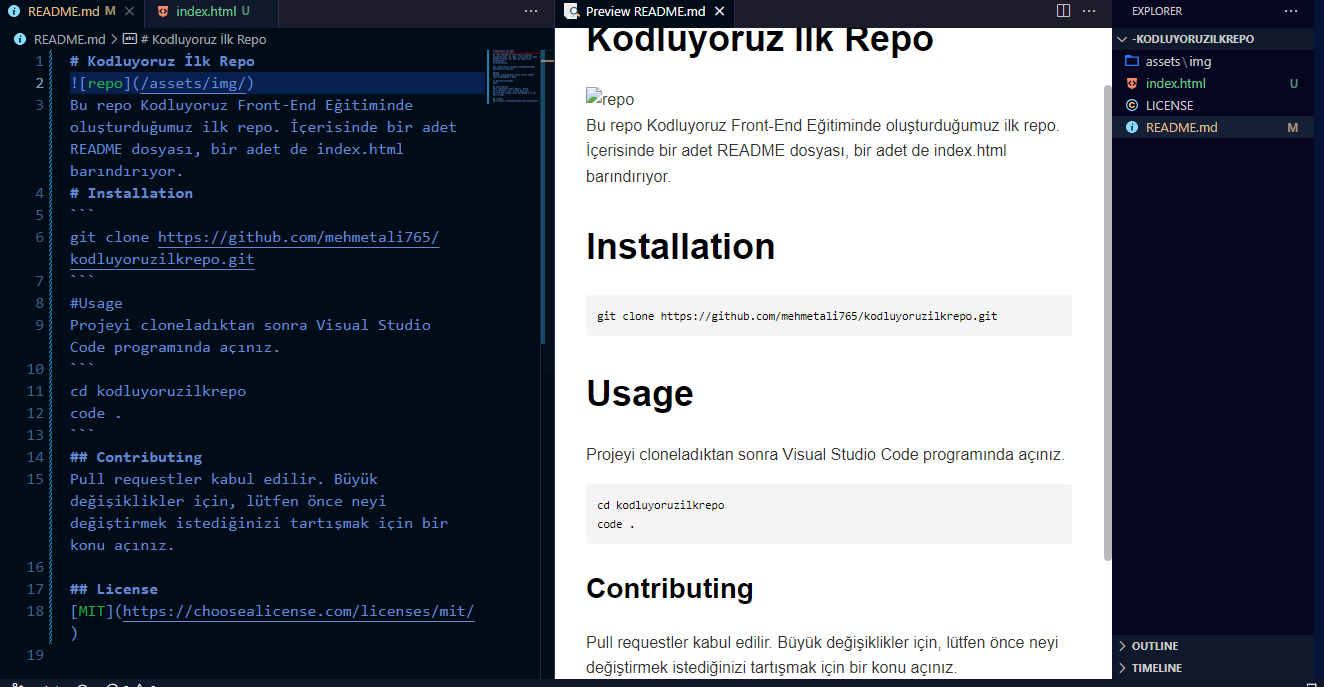 README.md M
index.html U
Preview README.md
EXPLORER
README.md > # Kodluyoruz İlk Repo
1 # Kodluyoruz İlk Repo
2 ![repo](/assets/img/)
3 Bu repo Kodluyoruz Front-End Eğitiminde
oluşturduğumuz ilk repo. İçerisinde bir adet
README dosyası, bir adet de index.html
barındırıyor.
4 # Installation
5 ```
6 git clone https://github.com/mehmetali765/
kodluyoruzilkrepo.git
7 ```
8 #Usage
9 Projeyi cloneladıktan sonra Visual Studio
Code programında açınız.
10 ```
11 cd kodluyoruzilkrepo
12 code .
13 ```
14 ## Contributing
15 Pull requestler kabul edilir. Büyük
değişiklikler için, lütfen önce neyi
değiştirmek istediğinizi tartışmak için bir
konu açınız.
16
17 ## License
18 [MIT](https://choosealicense.com/licenses/mit/
)
19
Kodluyoruz İlk Repo
repo
Bu repo Kodluyoruz Front-End Eğitiminde oluşturduğumuz ilk repo.
İçerisinde bir adet README dosyası, bir adet de index.html
barındırıyor.
Installation
git clone https://github.com/mehmetali765/kodluyoruzilkrepo.git
Usage
Projeyi cloneladıktan sonra Visual Studio Code programında açınız.
cd kodluyoruzilkrepo
code .
Contributing
Pull requestler kabul edilir. Büyük değişiklikler için, lütfen önce neyi
değiştirmek istediğinizi tartışmak için bir konu açınız.
-KODLUYORUZILKREPO
assets\img
index.html U
LICENSE
README.md M
OUTLINE
TIMELINE